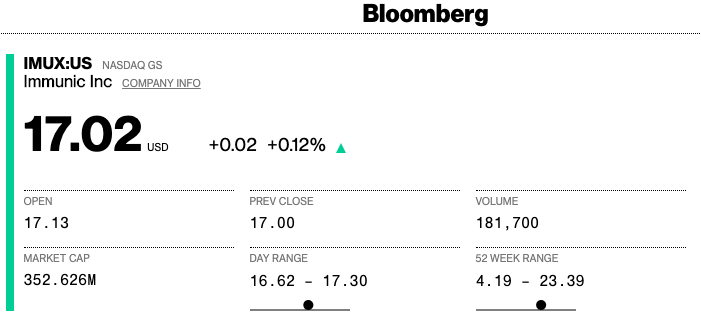 Bloomberg
IMUX:US NASDAQ GS
Immunic Inc COMPANY INFO
17.02 USD +0.02 +0.12% ▲
OPEN PREV CLOSE VOLUME
17.13 17.00 181,700
MARKET CAP DAY RANGE 52 WEEK RANGE
352.626M 16.62 – 17.30 4.19 – 23.39